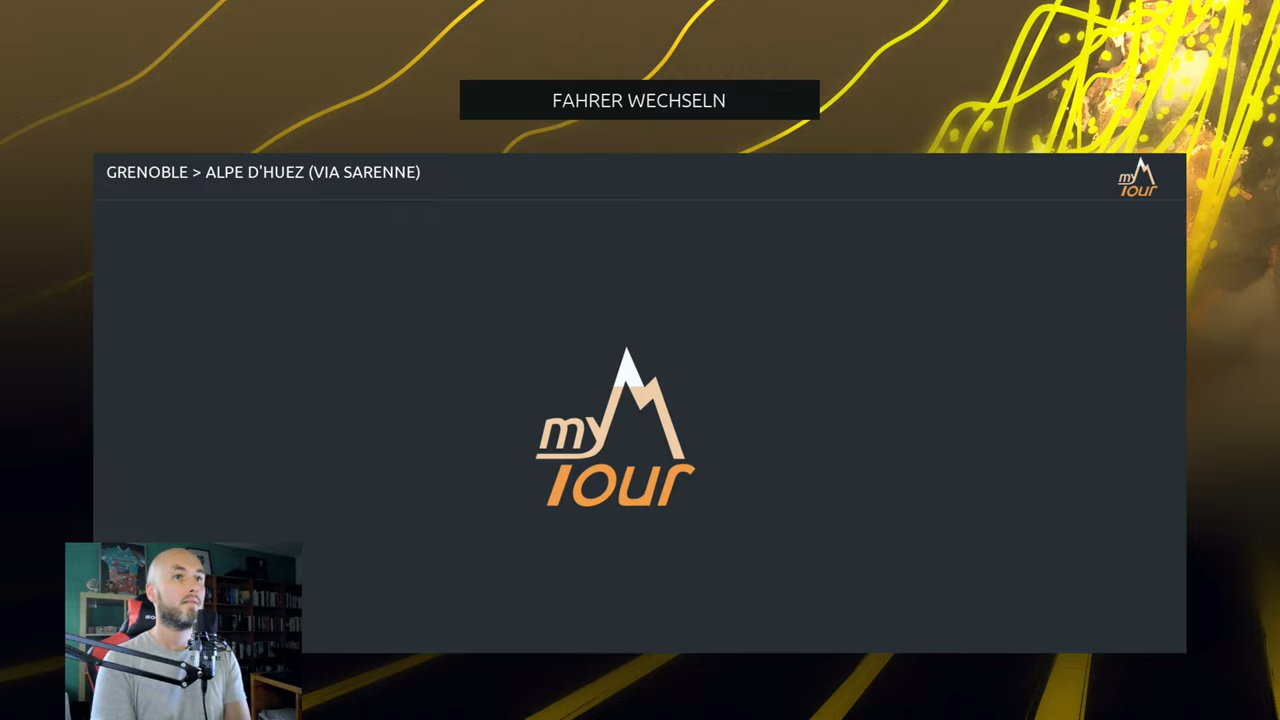 FAHRER WECHSELN
GRENOBLE > ALPE D'HUEZ (VIA SARENNE)
my
Tour
my
Tour